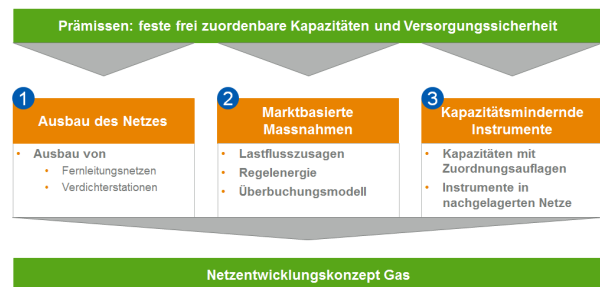 Prämissen: feste frei zuordenbare Kapazitäten und Versorgungssicherheit
1
Ausbau des Netzes
• Ausbau von
• Fernleitungsnetzen
• Verdichterstationen
2
Marktbasierte
Massnahmen
• Lastflusszusagen
• Regelenergie
• Überbuchungsmodell
3
Kapazitätsmindernde
Instrumente
• Kapazitäten mit
Zuordnungsauflagen
• Instrumente in
nachgelagerten Netze
Netzentwicklungskonzept Gas